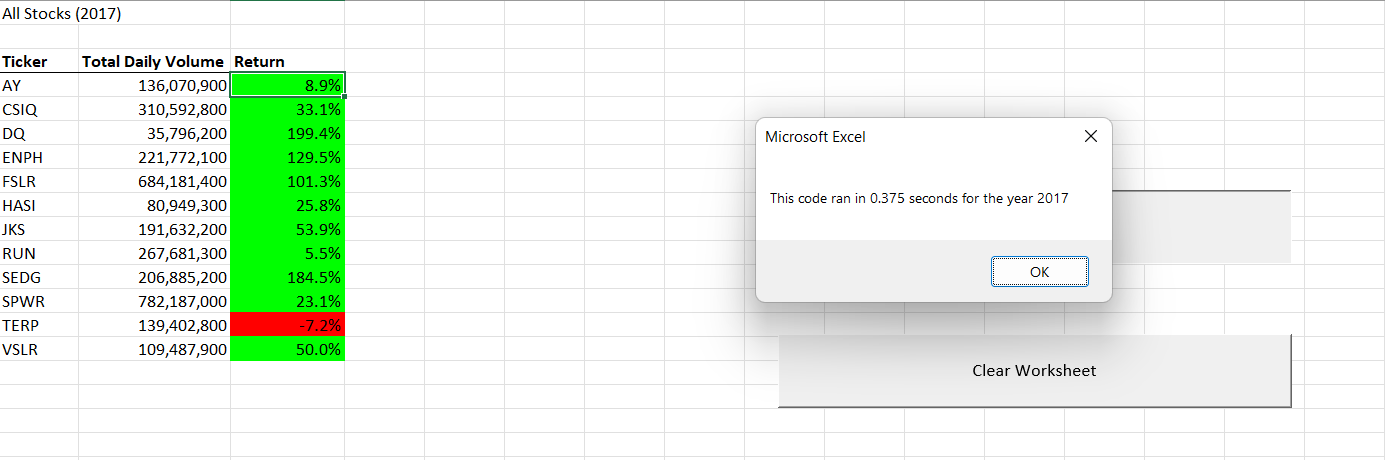 All Stocks (2017)
Ticker Total Daily Volume Return
AY 136,070,900 8.9%
CSIQ 310,592,800 33.1%
DQ 35,796,200 199.4%
ENPH 221,772,100 129.5%
FSLR 684,181,400 101.3%
HASI 80,949,300 25.8%
JKS 191,632,200 53.9%
RUN 267,681,300 5.5%
SEDG 206,885,200 184.5%
SPWR 782,187,000 23.1%
TERP 139,402,800 -7.2%
VSLR 109,487,900 50.0%
Microsoft Excel
This code ran in 0.375 seconds for the year 2017
OK
Clear Worksheet